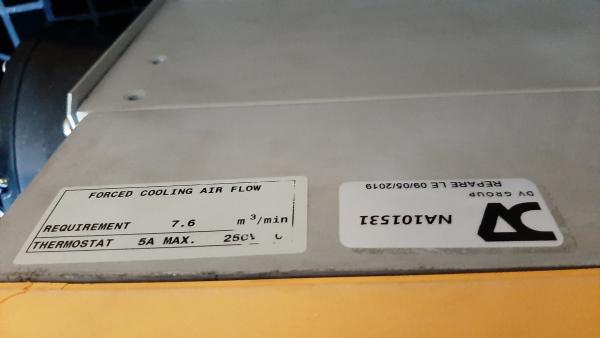 FORCED COOLING AIR FLOW
REQUIREMENT 7.6 m³/min
THERMOSTAT 5A MAX.
DV GROUP
REPARE LE 09/05/2019
NA101531